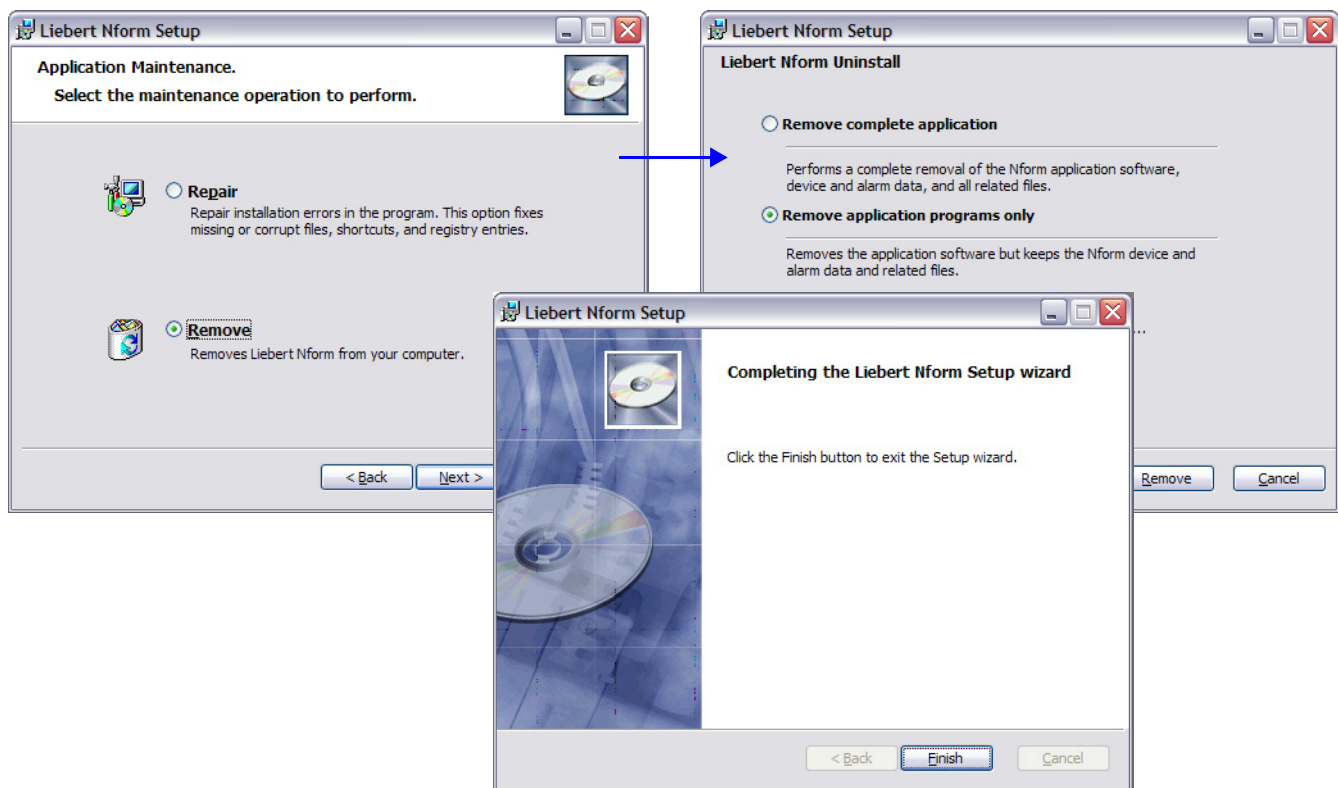 Liebert Nform Setup
Application Maintenance.
Select the maintenance operation to perform.
Repair
Repair installation errors in the program. This option fixes
missing or corrupt files, shortcuts, and registry entries.
Remove
Removes Liebert Nform from your computer.
< Back
Next >
Liebert Nform Setup
Liebert Nform Uninstall
Remove complete application
Performs a complete removal of the Nform application software,
device and alarm data, and all related files.
Remove application programs only
Removes the application software but keeps the Nform device and
alarm data and related files.
...
Remove
Cancel
Liebert Nform Setup
Completing the Liebert Nform Setup wizard
Click the Finish button to exit the Setup wizard.
< Back
Finish
Cancel